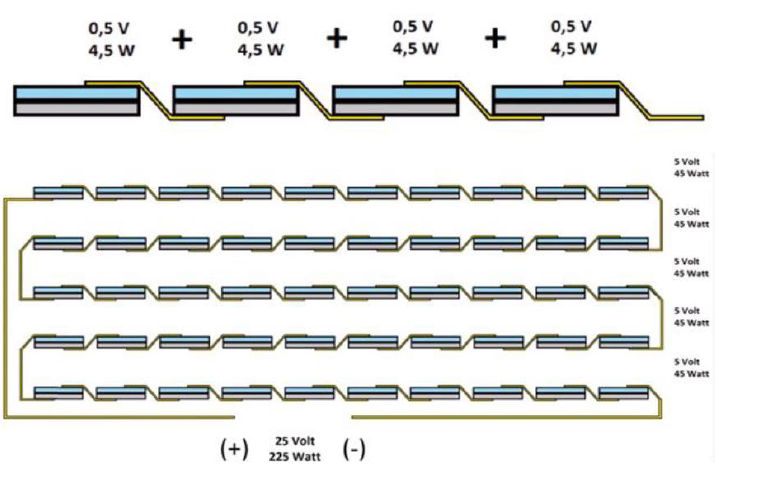 0,5 V + 0,5 V + 0,5 V + 0,5 V
4,5 W 4,5 W 4,5 W 4,5 W
5 Volt
45 Watt
5 Volt
45 Watt
5 Volt
45 Watt
5 Volt
45 Watt
5 Volt
45 Watt
(+) 25 Volt (-)
225 Watt